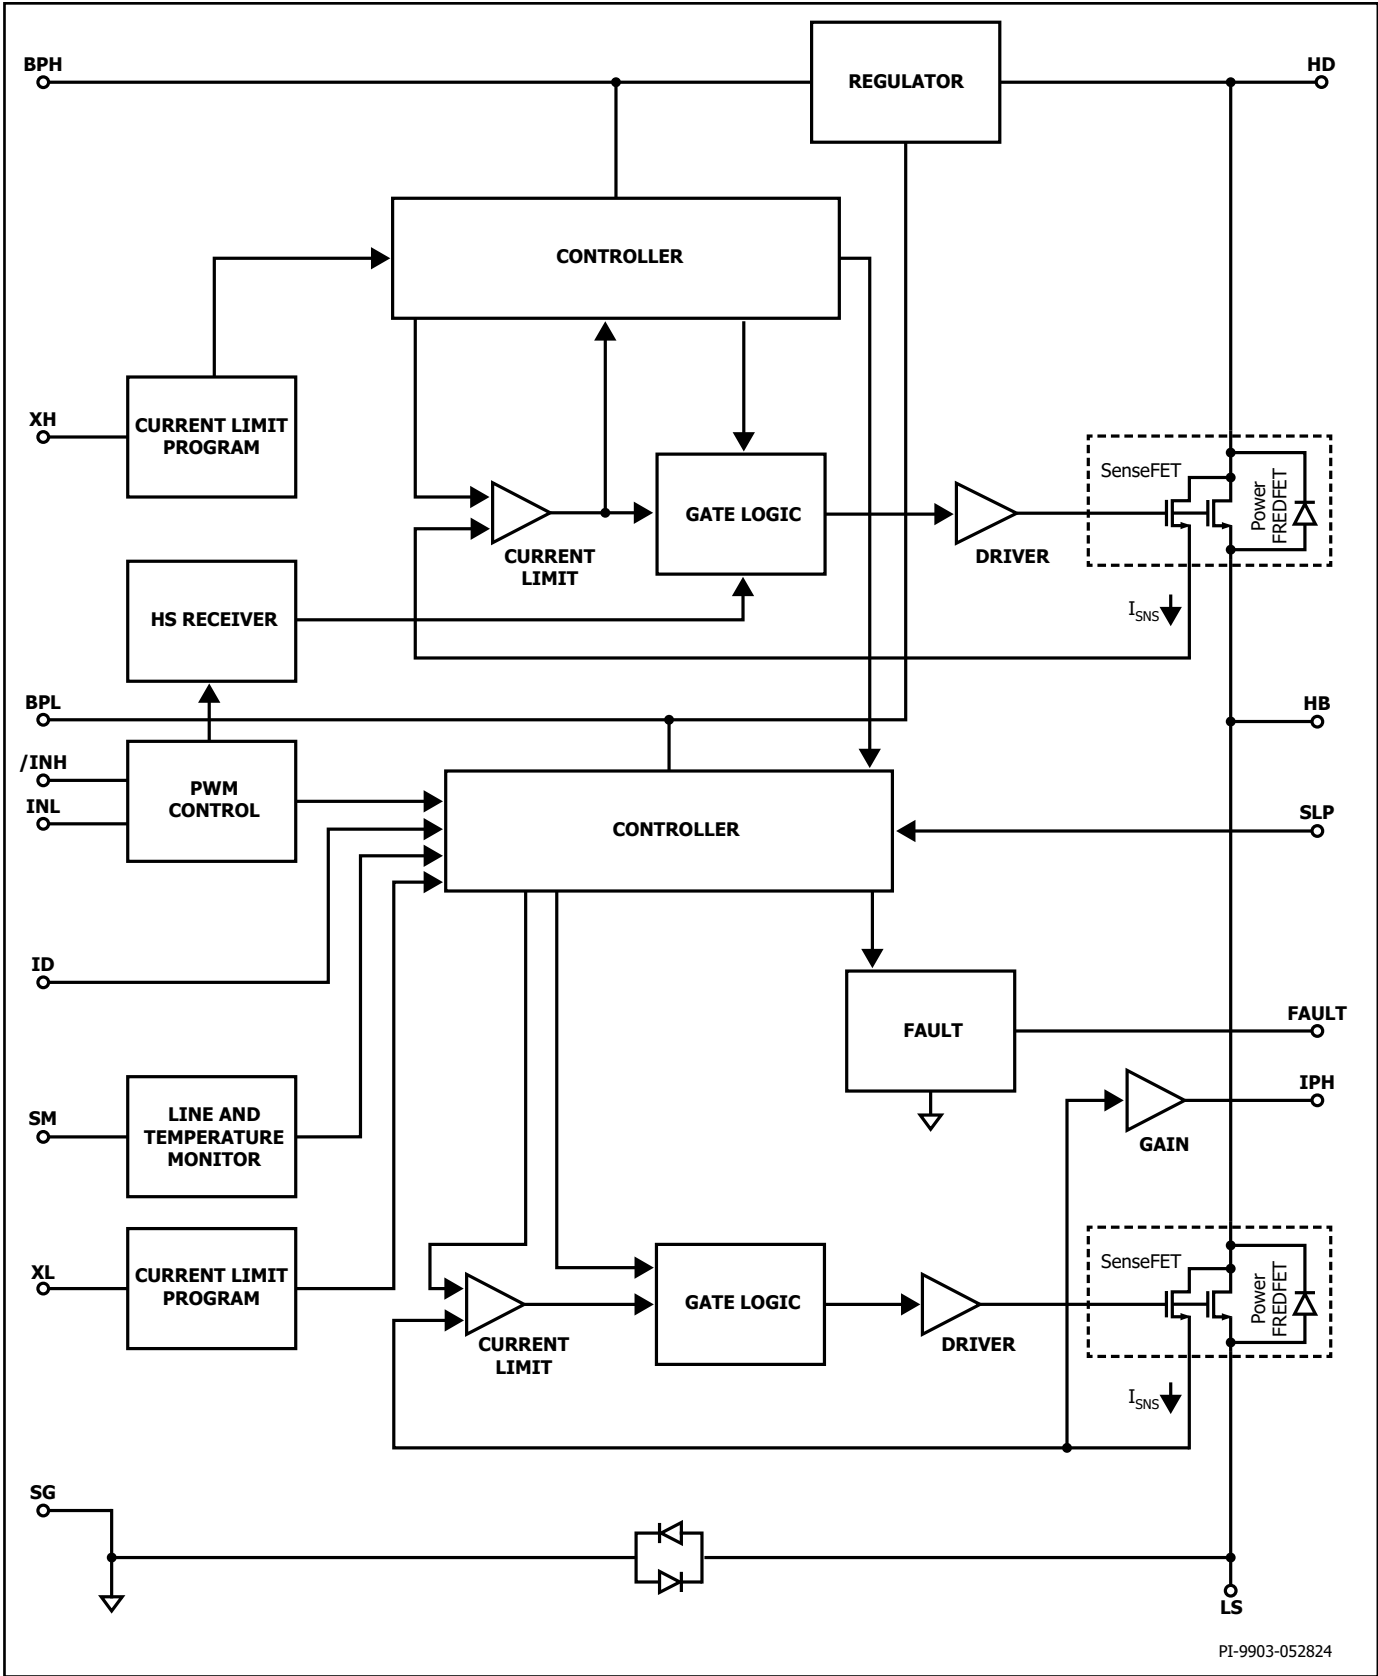 BPH
REGULATOR
HD
CONTROLLER
XH
CURRENT LIMIT
PROGRAM
SenseFET
Power
FREDFET
GATE LOGIC
DRIVER
CURRENT
LIMIT
HS RECEIVER
ISNS
BPL
HB
/INH
INL
PWM
CONTROL
CONTROLLER
SLP
ID
FAULT
FAULT
SM
LINE AND
TEMPERATURE
MONITOR
IPH
GAIN
XL
CURRENT LIMIT
PROGRAM
SenseFET
Power
FREDFET
GATE LOGIC
DRIVER
CURRENT
LIMIT
ISNS
SG
LS
PI-9903-052824